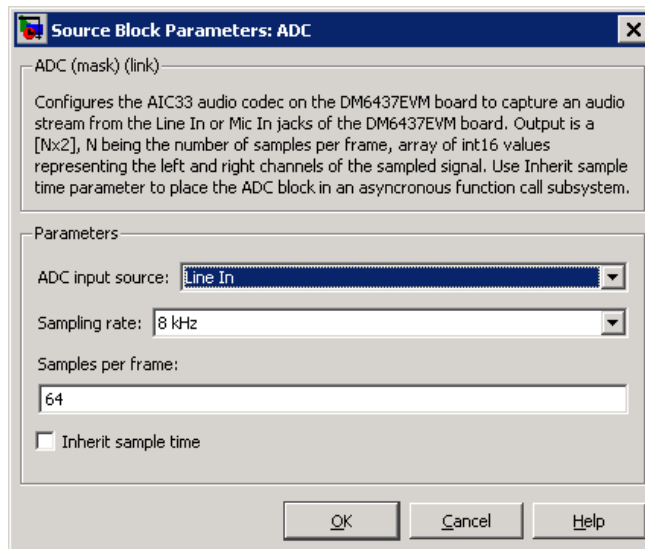 Source Block Parameters: ADC
ADC (mask) (link)
Configures the AIC33 audio codec on the DM6437EVM board to capture an audio
stream from the Line In or Mic In jacks of the DM6437EVM board. Output is a
[Nx2], N being the number of samples per frame, array of int16 values
representing the left and right channels of the sampled signal. Use Inherit sample
time parameter to place the ADC block in an asyncronous function call subsystem.
Parameters
ADC input source: Line In
Sampling rate: 8 kHz
Samples per frame:
64
Inherit sample time
OK Cancel Help